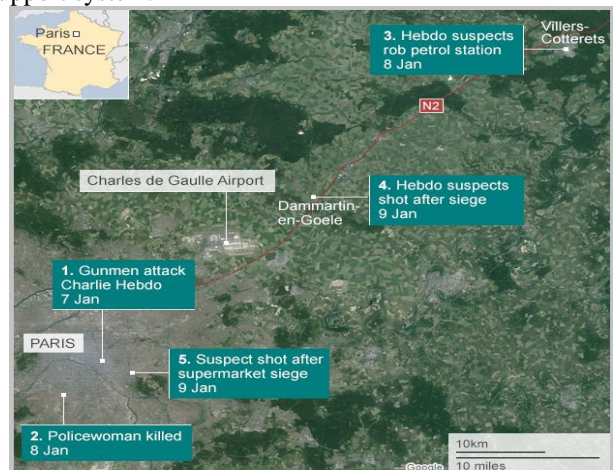 Paris
FRANCE
3. Hebdo suspects
rob petrol station
8 Jan
Villers-
Cotterets
N2
Charles de Gaulle Airport
4. Hebdo suspects
shot after siege
9 Jan
Dammartin-
en-Goele
1. Gunmen attack
Charlie Hebdo
7 Jan
PARIS
5. Suspect shot after
supermarket siege
9 Jan
2. Policewoman killed
8 Jan
10km
Google
10 miles